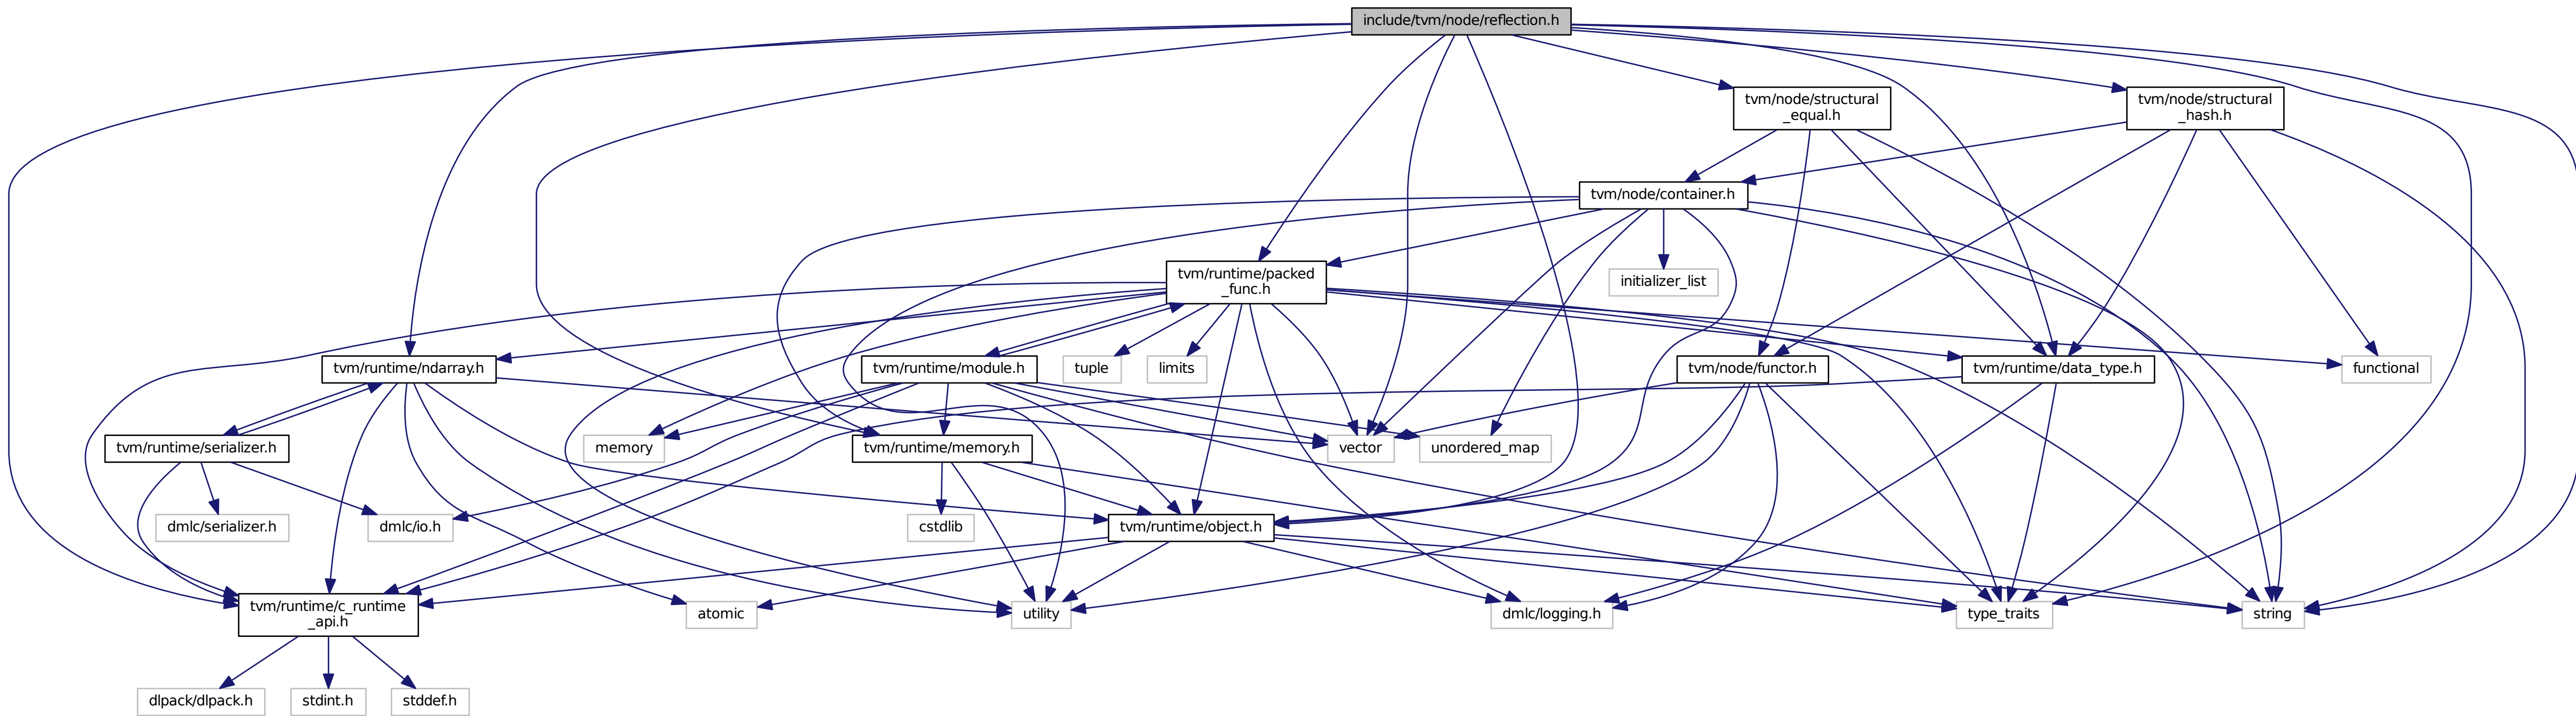 include/tvm/node/reflection.h
tvm/node/structural
_equal.h
tvm/node/structural
_hash.h
tvm/node/container.h
tvm/runtime/packed
_func.h
initializer_list
tvm/runtime/ndarray.h
tvm/runtime/module.h
tuple
limits
tvm/node/functor.h
tvm/runtime/data_type.h
functional
tvm/runtime/serializer.h
memory
tvm/runtime/memory.h
vector
unordered_map
dmlc/serializer.h
dmlc/io.h
cstdlib
tvm/runtime/object.h
tvm/runtime/c_runtime
_api.h
atomic
utility
dmlc/logging.h
type_traits
string
dlpack/dlpack.h
stdint.h
stddef.h